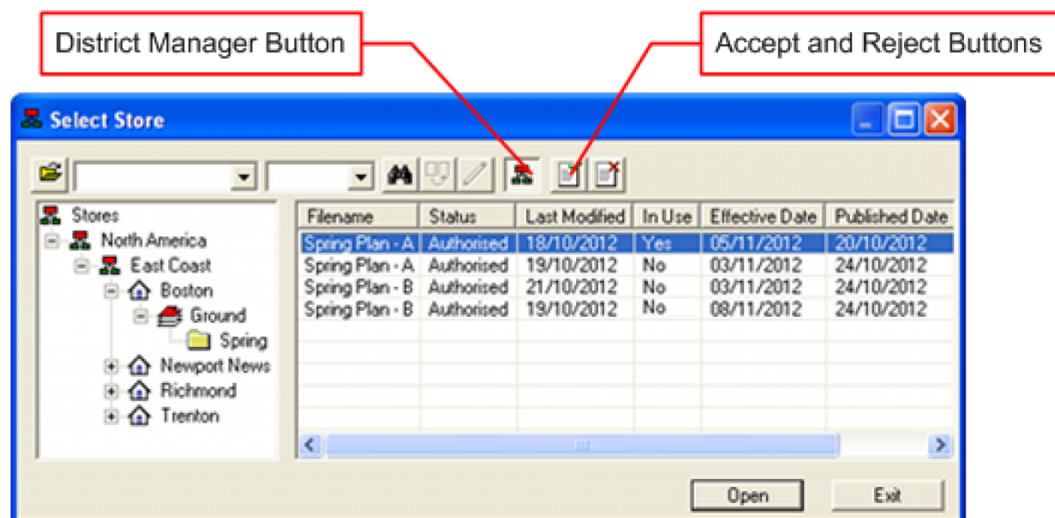 District Manager Button
Accept and Reject Buttons
Select Store
Stores
North America
East Coast
Boston
Ground
Spring
Newport News
Richmond
Trenton
Filename Status Last Modified In Use Effective Date Published Date
Spring Plan - A Authorised 18/10/2012 Yes 05/11/2012 20/10/2012
Spring Plan - A Authorised 19/10/2012 No 03/11/2012 24/10/2012
Spring Plan - B Authorised 21/10/2012 No 03/11/2012 24/10/2012
Spring Plan - B Authorised 19/10/2012 No 08/11/2012 24/10/2012
Open Exit